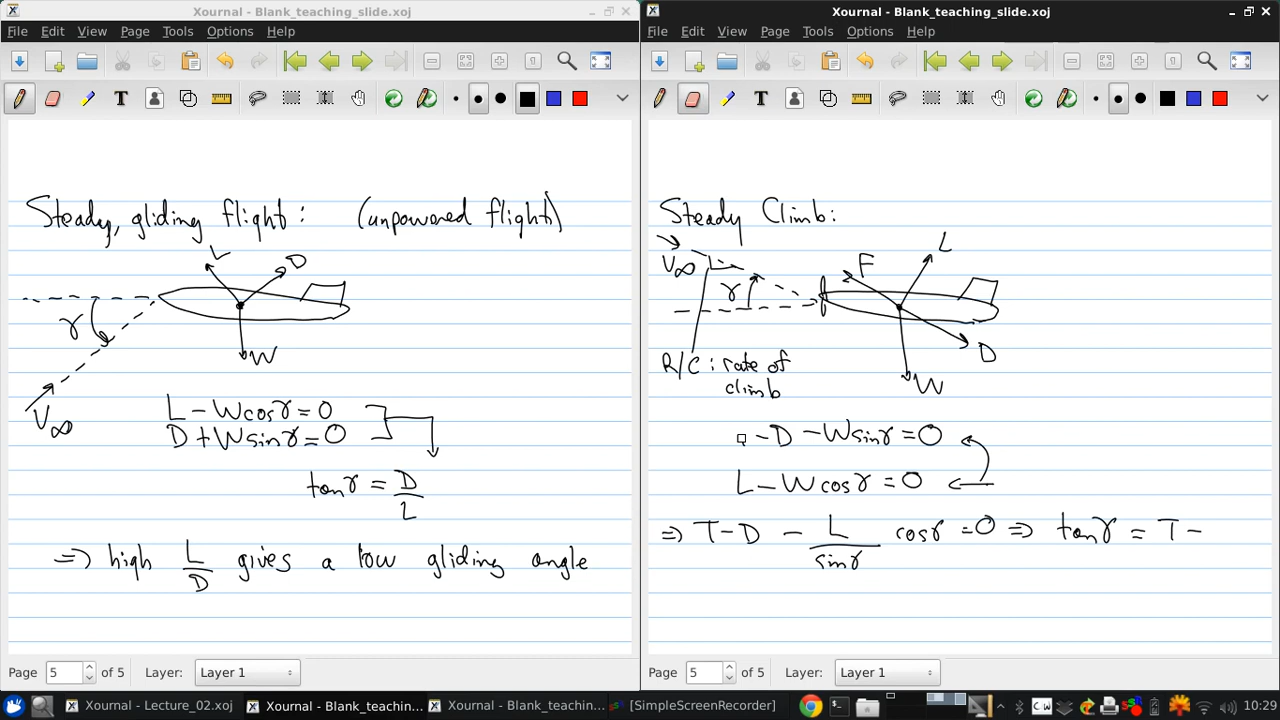 Xournal - Blank_teaching_slide.xoj
File Edit View Page Tools Options Help
Steady, gliding flight: (unpowered flight)
L
D
γ
W
V∞
L - W cos γ = 0
D + W sin γ = 0
tan γ = D/L
=> high L/D gives a low gliding angle
Page 5 of 5 Layer: Layer 1
Xournal - Blank_teaching_slide.xoj
File Edit View Page Tools Options Help
Steady Climb:
L
V∞
F
γ
D
R/C: rate of
climb
W
- D - W sin γ = 0
L - W cos γ = 0
=> T - D - L/sin γ cos γ = 0 => tan γ = T -
Page 5 of 5 Layer: Layer 1
Xournal - Lecture_02.xoj
Xournal - Blank_teachin...
Xournal - Blank_teachin...
[SimpleScreenRecorder]
10:29